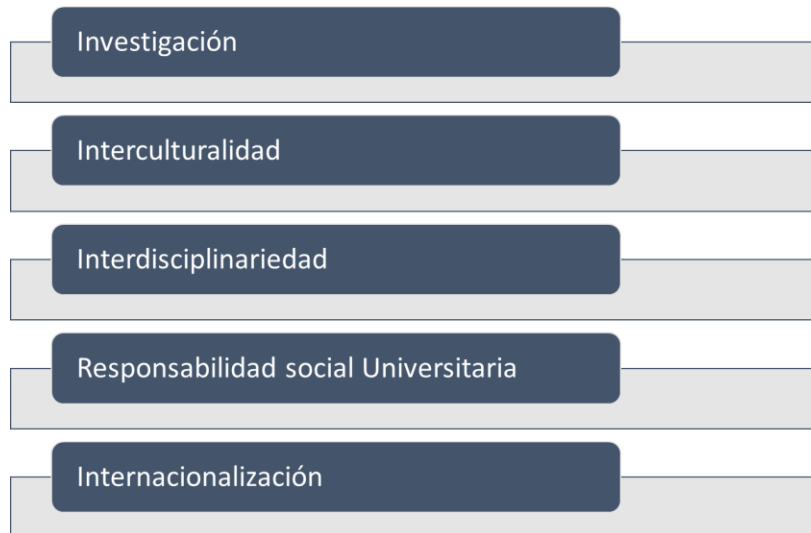 Investigación
Interculturalidad
Interdisciplinariedad
Responsabilidad social Universitaria
Internacionalización